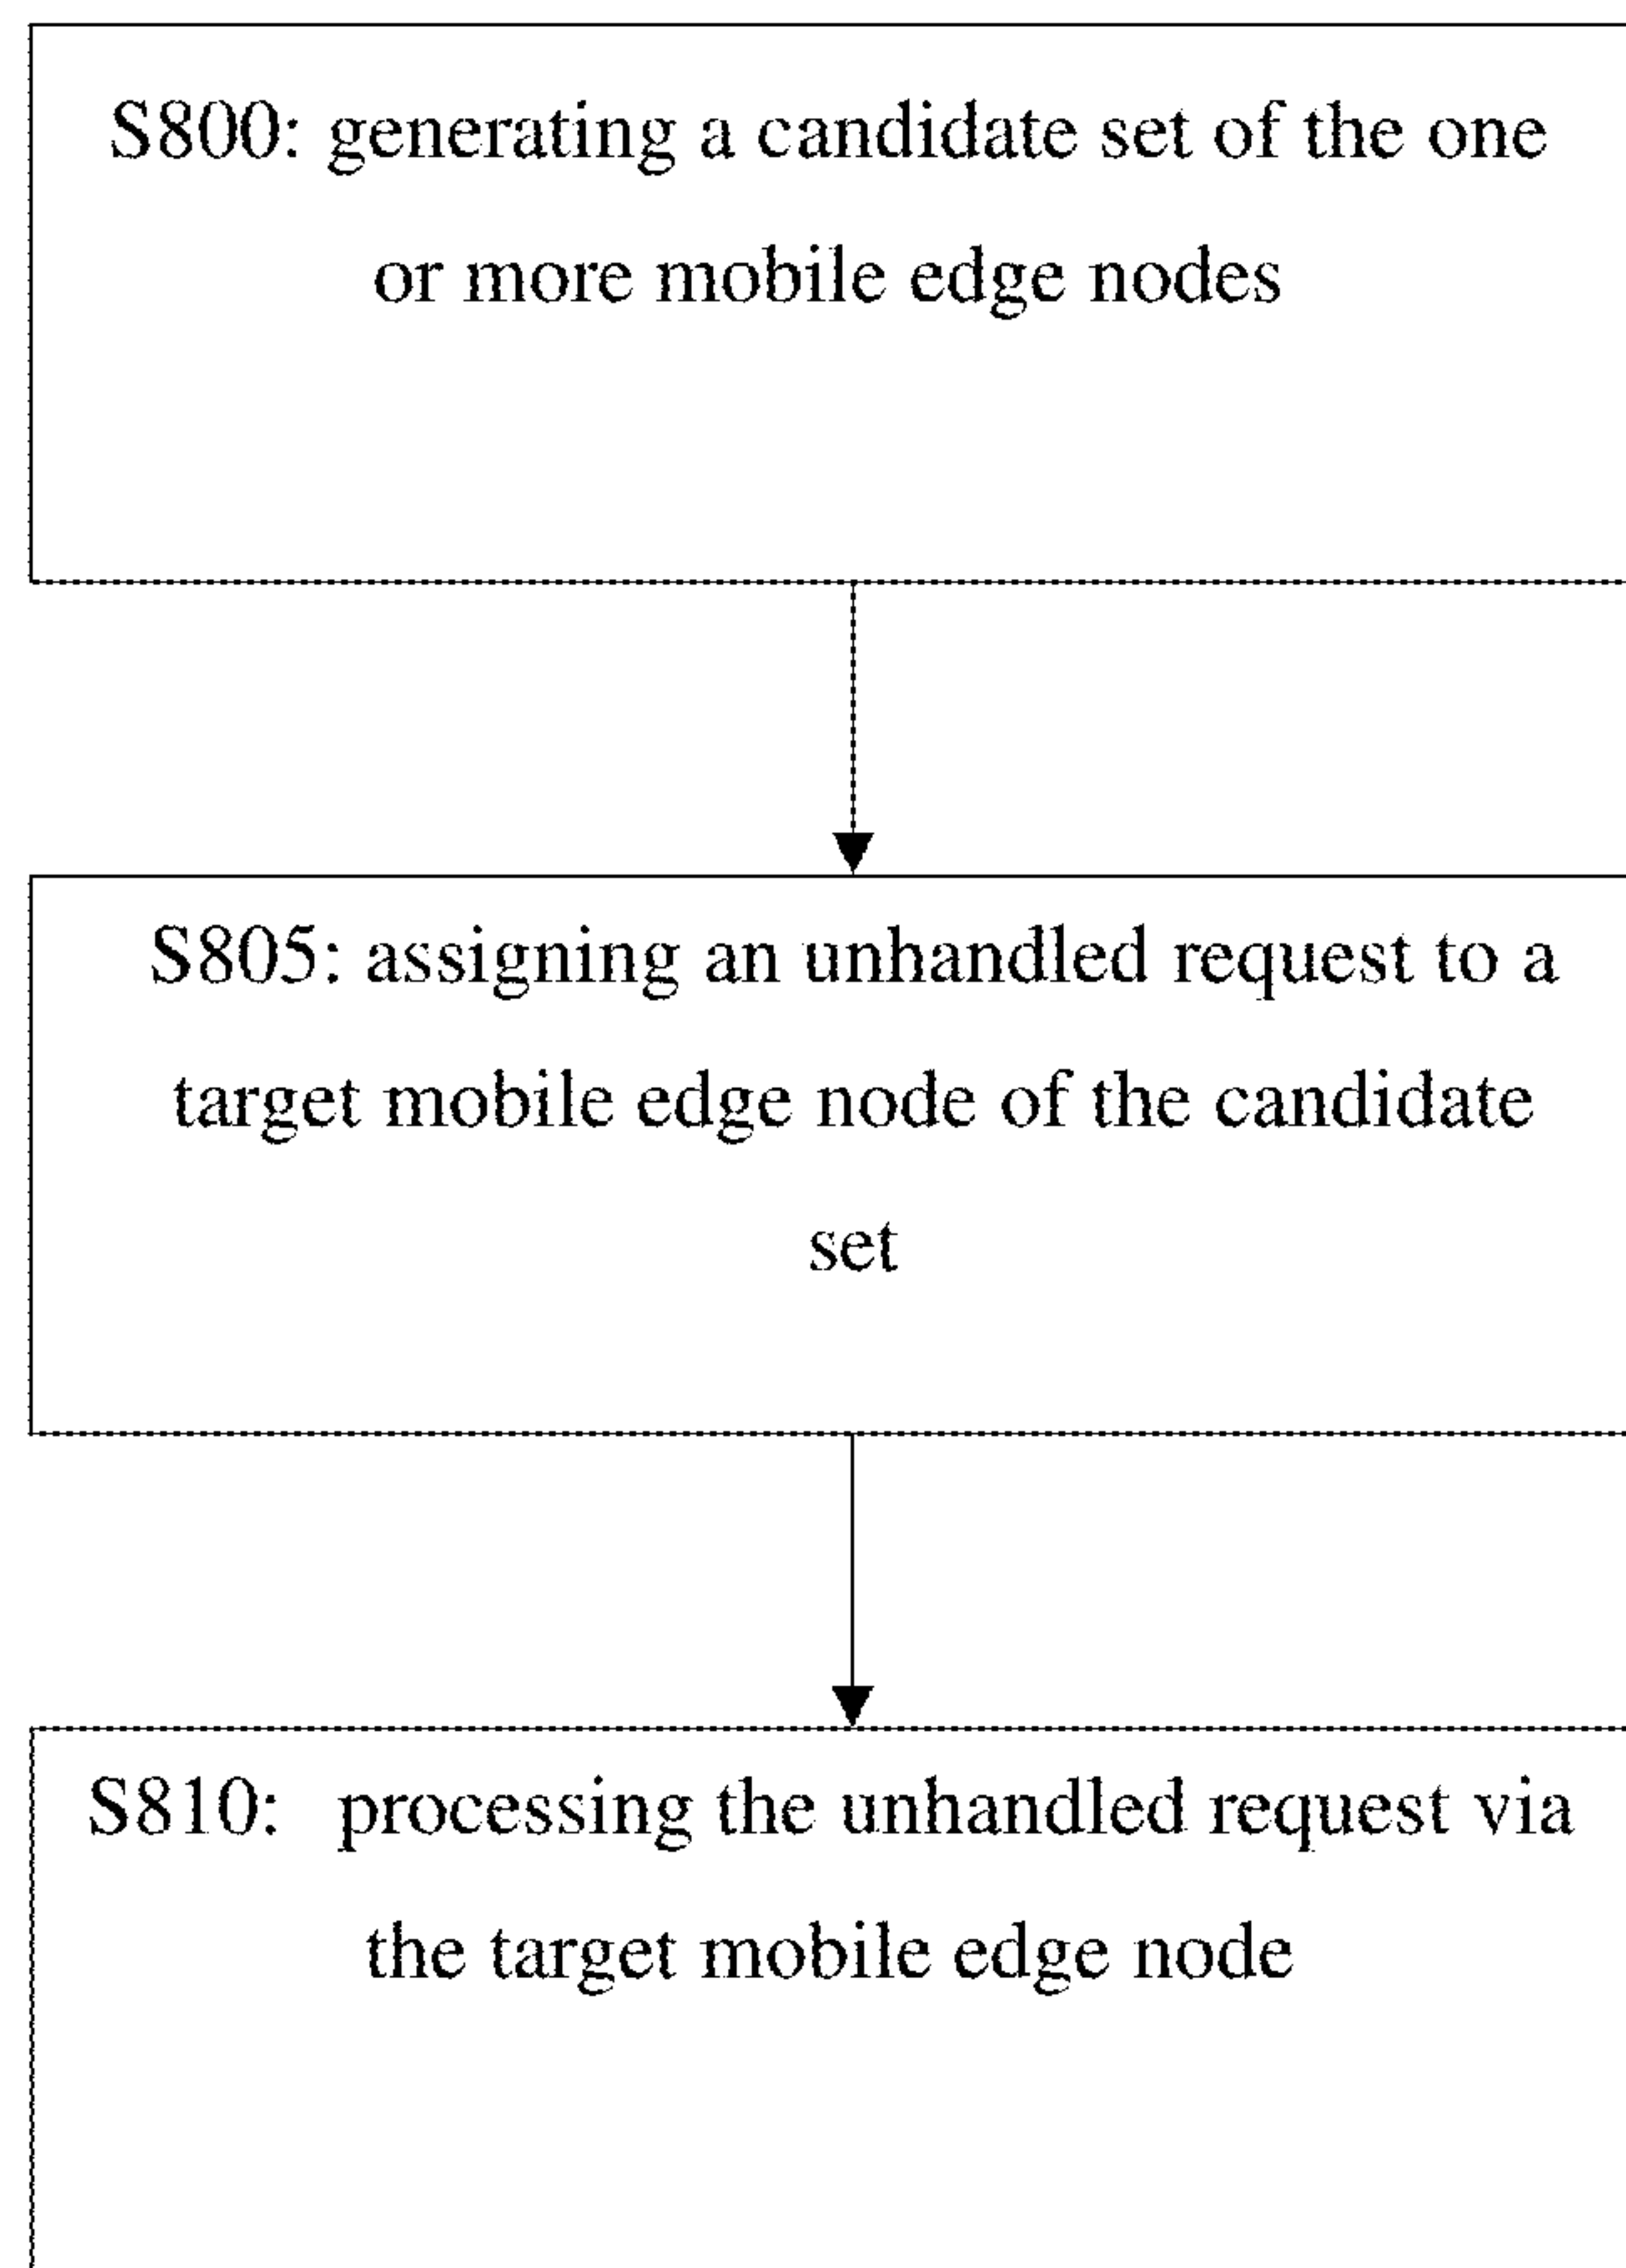 S800: generating a candidate set of the one
or more mobile edge nodes
S805: assigning an unhandled request to a
target mobile edge node of the candidate
set
S810: processing the unhandled request via
the target mobile edge node